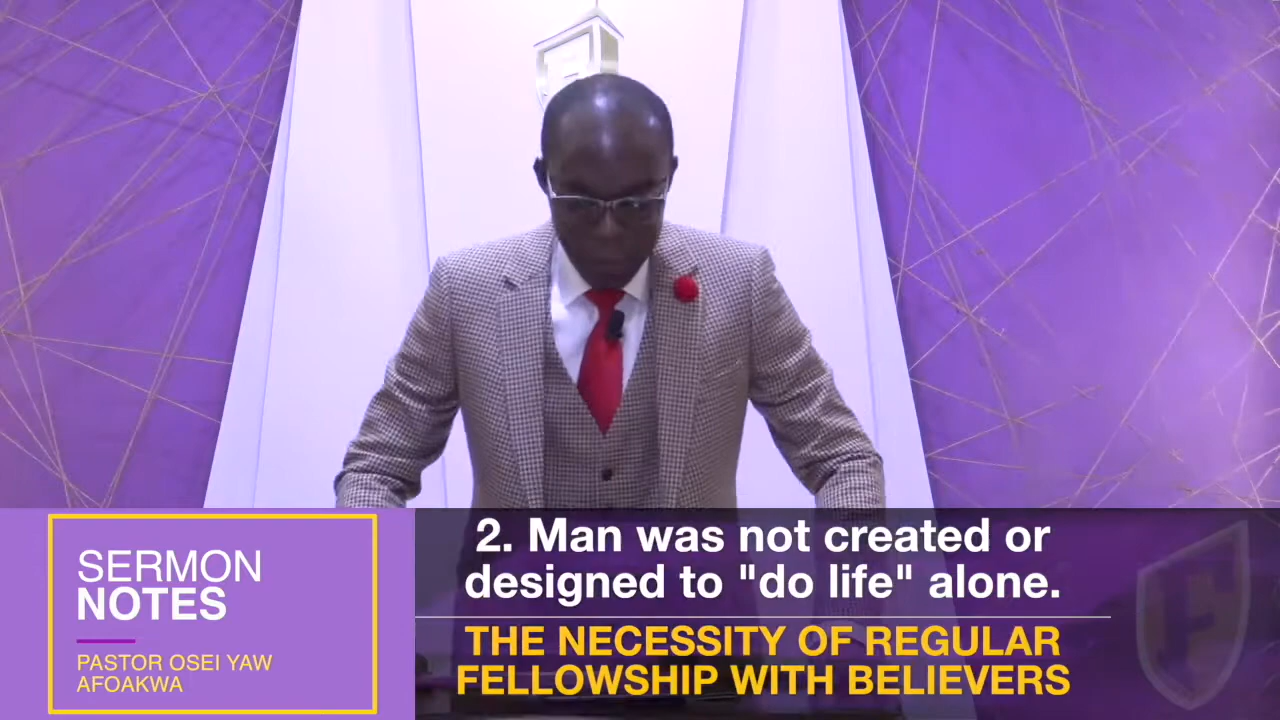 SERMON
NOTES
PASTOR OSEI YAW
AFOAKWA
2. Man was not created or
designed to "do life" alone.
THE NECESSITY OF REGULAR
FELLOWSHIP WITH BELIEVERS
F